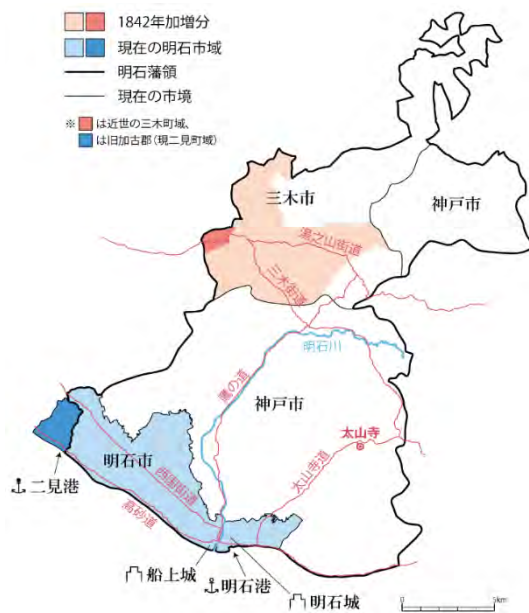 1842年加増分
現在の明石市域
明石藩領
現在の市境
※ は近世の三木町域、
は旧加古郡（現二見町域）
三木市
神戸市
湯之山街道
三木街道
明石川
鷹の道
神戸市
太山寺
太山寺道
明石市
西国街道
高砂道
二見港
船上城
明石港
明石城
0 5km